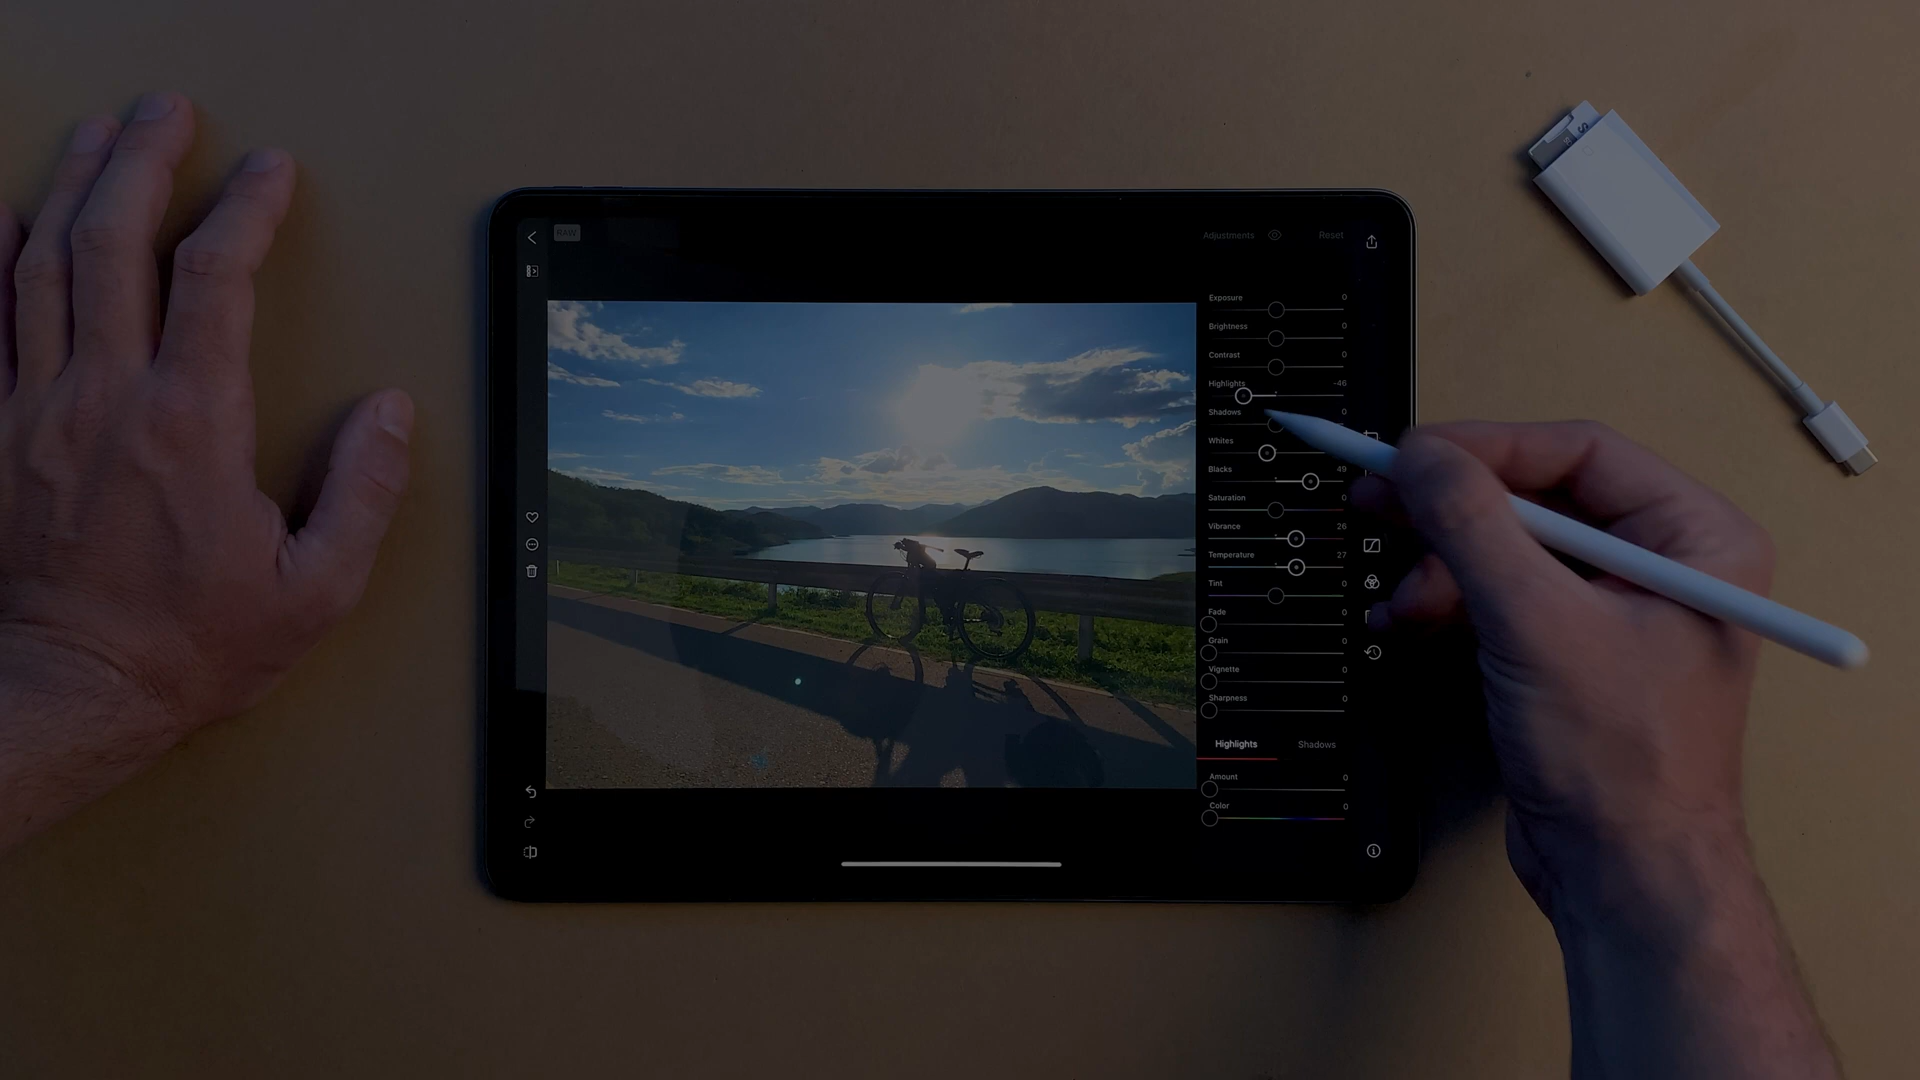 RAW
Adjustments
Reset
Exposure 0
Brightness 0
Contrast 0
Highlights -46
Shadows 0
Whites
Blacks 49
Saturation 0
Vibrance 26
Temperature 27
Tint 0
Fade 0
Grain 0
Vignette 0
Sharpness 0
Highlights Shadows
Amount 0
Color 0